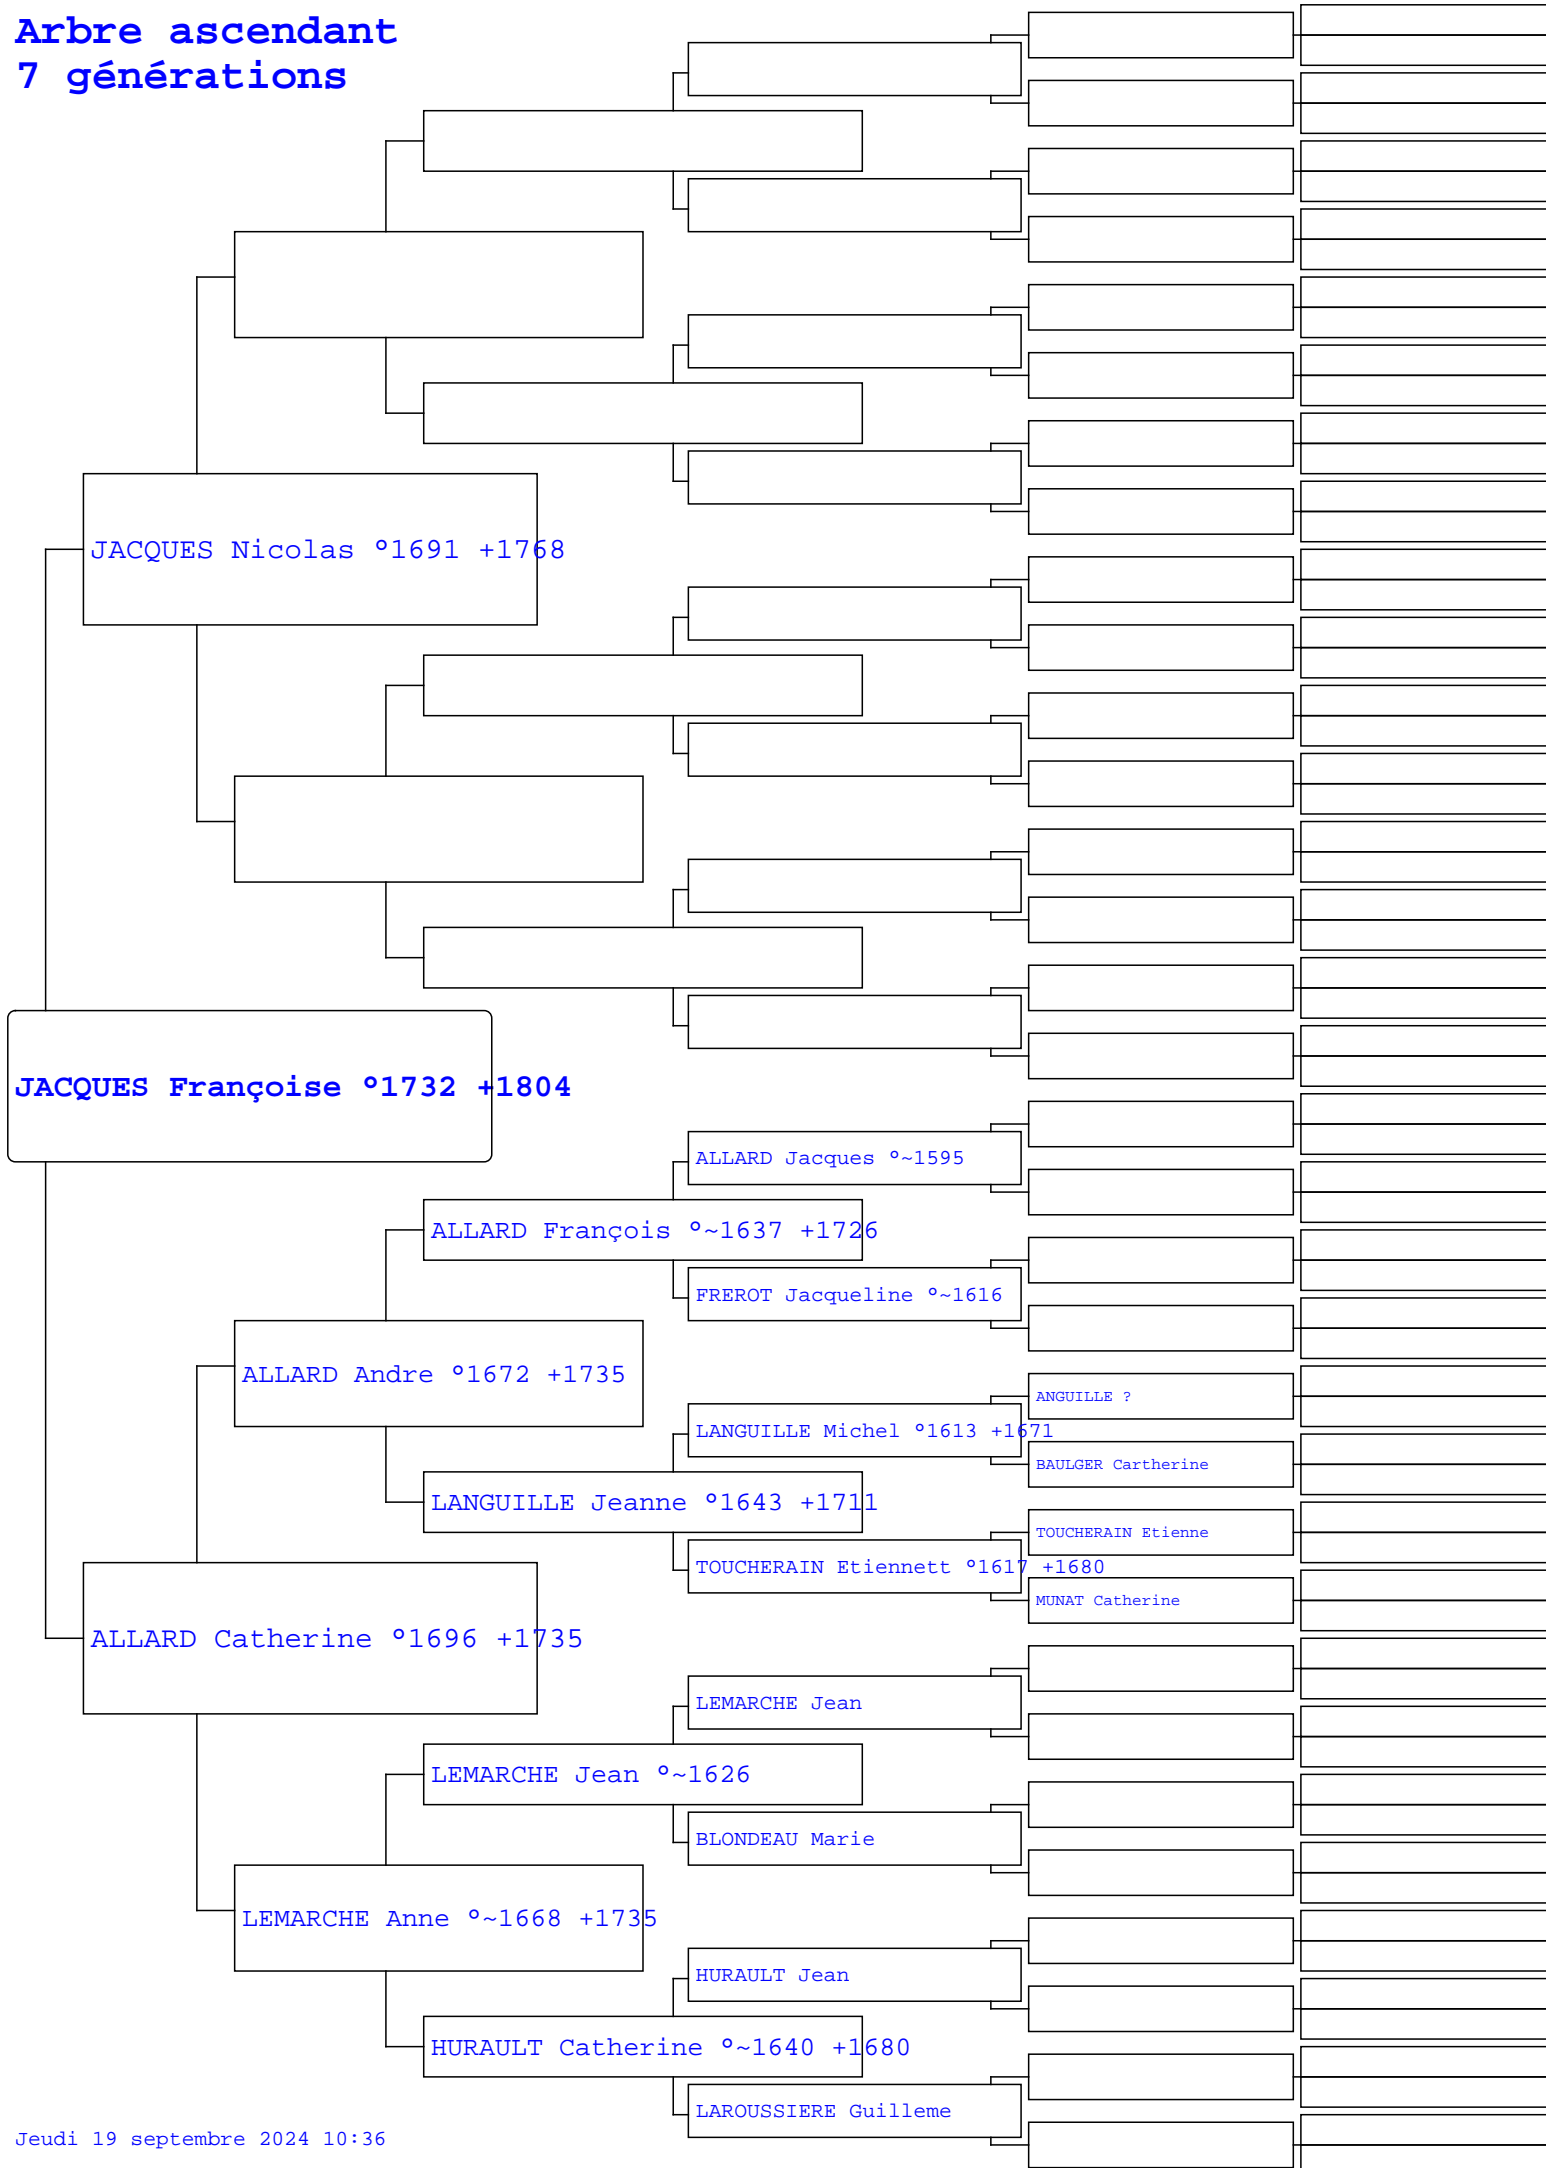 Arbre ascendant
7 générations
JACQUES Nicolas °1691 +1768
JACQUES Françoise °1732 +1804
ALLARD Jacques °~1595
ALLARD François °~1637 +1726
FREROT Jacqueline °~1616
ALLARD Andre °1672 +1735
ANGUILLE ?
LANGUILLE Michel °1613 +1671
BAULGER Cartherine
LANGUILLE Jeanne °1643 +1711
TOUCHERAIN Etienne
TOUCHERAIN Etiennett °1617 +1680
MUNAT Catherine
ALLARD Catherine °1696 +1735
LEMARCHE Jean
LEMARCHE Jean °~1626
BLONDEAU Marie
LEMARCHE Anne °~1668 +1735
HURAULT Jean
HURAULT Catherine °~1640 +1680
LAROUSSIERE Guilleme
Jeudi 19 septembre 2024 10:36